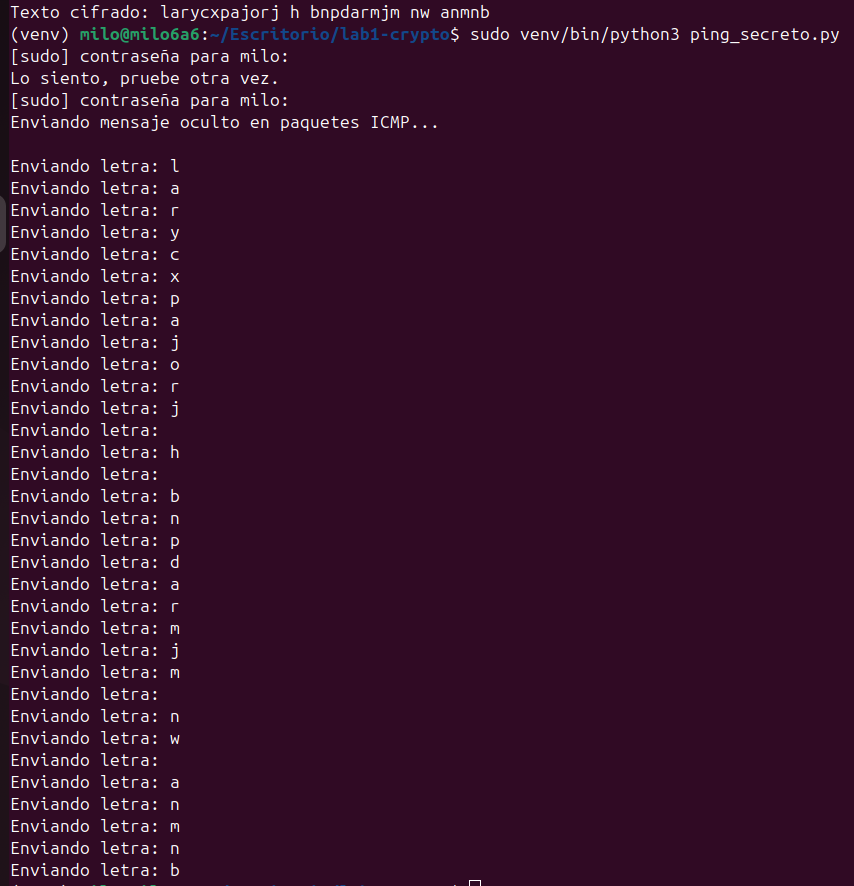 Texto cifrado: larycxpajorj h bnpdarmjm nw anmnb
(venv) milo@milo6a6:~/Escritorio/lab1-crypto$ sudo venv/bin/python3 ping_secreto.py
[sudo] contraseña para milo:
Lo siento, pruebe otra vez.
[sudo] contraseña para milo:
Enviando mensaje oculto en paquetes ICMP...
Enviando letra: l
Enviando letra: a
Enviando letra: r
Enviando letra: y
Enviando letra: c
Enviando letra: x
Enviando letra: p
Enviando letra: a
Enviando letra: j
Enviando letra: o
Enviando letra: r
Enviando letra: j
Enviando letra:
Enviando letra: h
Enviando letra:
Enviando letra: b
Enviando letra: n
Enviando letra: p
Enviando letra: d
Enviando letra: a
Enviando letra: r
Enviando letra: m
Enviando letra: j
Enviando letra: m
Enviando letra:
Enviando letra: n
Enviando letra: w
Enviando letra:
Enviando letra: a
Enviando letra: n
Enviando letra: m
Enviando letra: n
Enviando letra: b